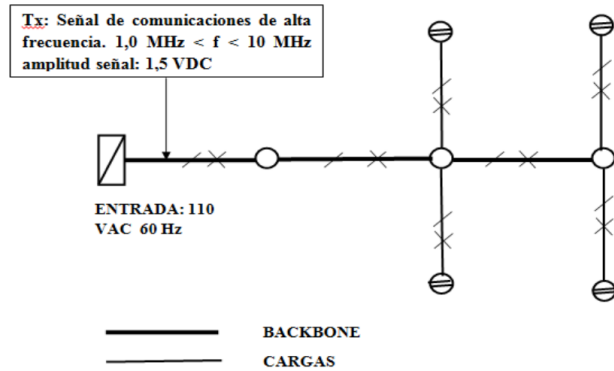 Tx: Señal de comunicaciones de alta
frecuencia. 1,0 MHz < f < 10 MHz
amplitud señal: 1,5 VDC
ENTRADA: 110
VAC 60 Hz
BACKBONE
CARGAS